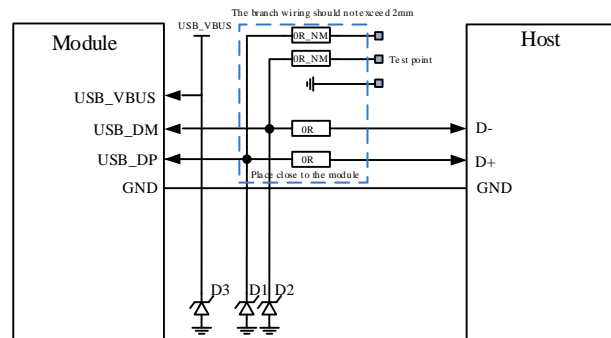 The branch wiring should not exceed 2mm
USB_VBUS
Module
Host
0R_NM
0R_NM
Test point
USB_VBUS
USB_DM
0R
D-
USB_DP
0R
D+
Place close to the module
GND
GND
D3
D1
D2